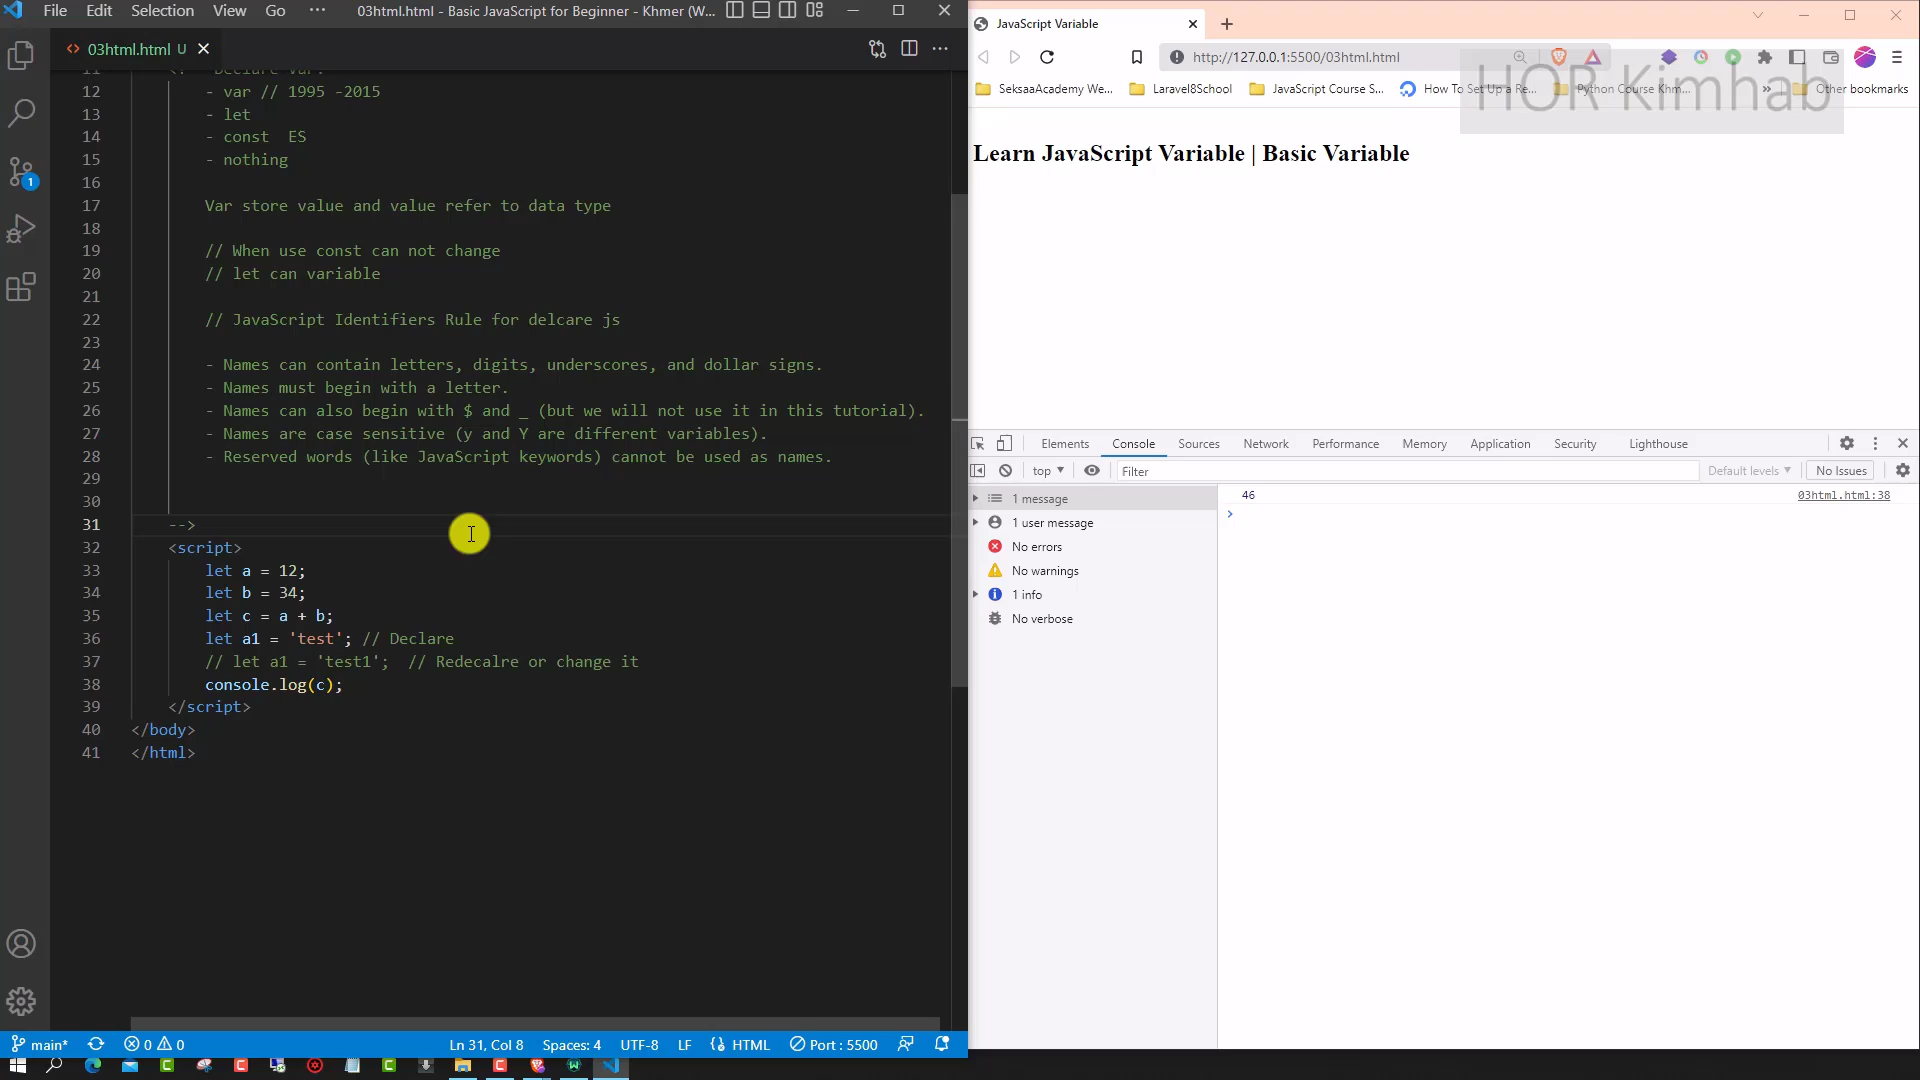 File Edit Selection View Go ··· 03html.html - Basic JavaScript for Beginner - Khmer (W...
03html.html U
11 <!-- Declare Var:
12 - var // 1995 -2015
13 - let
14 - const  ES
15 - nothing
16
17 Var store value and value refer to data type
18
19 // When use const can not change
20 // let can variable
21
22 // JavaScript Identifiers Rule for delcare js
23
24 - Names can contain letters, digits, underscores, and dollar signs.
25 - Names must begin with a letter.
26 - Names can also begin with $ and _ (but we will not use it in this tutorial).
27 - Names are case sensitive (y and Y are different variables).
28 - Reserved words (like JavaScript keywords) cannot be used as names.
29
30
31 -->
32 <script>
33 let a = 12;
34 let b = 34;
35 let c = a + b;
36 let a1 = 'test'; // Declare
37 // let a1 = 'test1';  // Redecalre or change it
38 console.log(c);
39 </script>
40 </body>
41 </html>
1
main* 0 0 Ln 31, Col 8 Spaces: 4 UTF-8 LF HTML Port : 5500
JavaScript Variable
http://127.0.0.1:5500/03html.html
SeksaaAcademy We... Laravel8School JavaScript Course S... How To Set Up a Re... Python Course Khm... » Other bookmarks
HOR Kimhab
Learn JavaScript Variable | Basic Variable
Elements Console Sources Network Performance Memory Application Security Lighthouse
top Filter Default levels No Issues
1 message
1 user message
No errors
No warnings
1 info
No verbose
46 03html.html:38